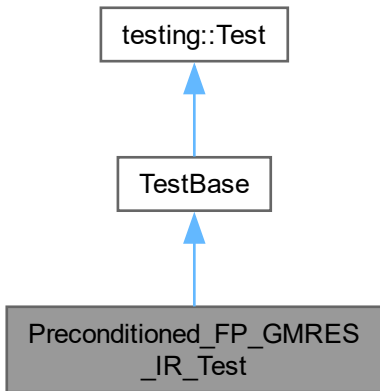 testing::Test
TestBase
Preconditioned_FP_GMRES
_IR_Test